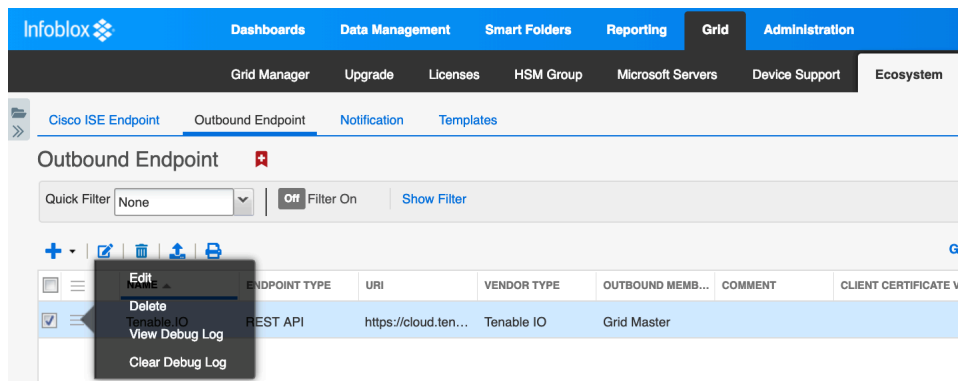 Infoblox
Dashboards Data Management Smart Folders Reporting Grid Administration
Grid Manager Upgrade Licenses HSM Group Microsoft Servers Device Support Ecosystem
Cisco ISE Endpoint Outbound Endpoint Notification Templates
Outbound Endpoint
Quick Filter None Off Filter On Show Filter
G
Edit
NAME ENDPOINT TYPE URI VENDOR TYPE OUTBOUND MEMB... COMMENT CLIENT CERTIFICATE V
Delete
Tenable.IO REST API https://cloud.ten... Tenable IO Grid Master
View Debug Log
Clear Debug Log